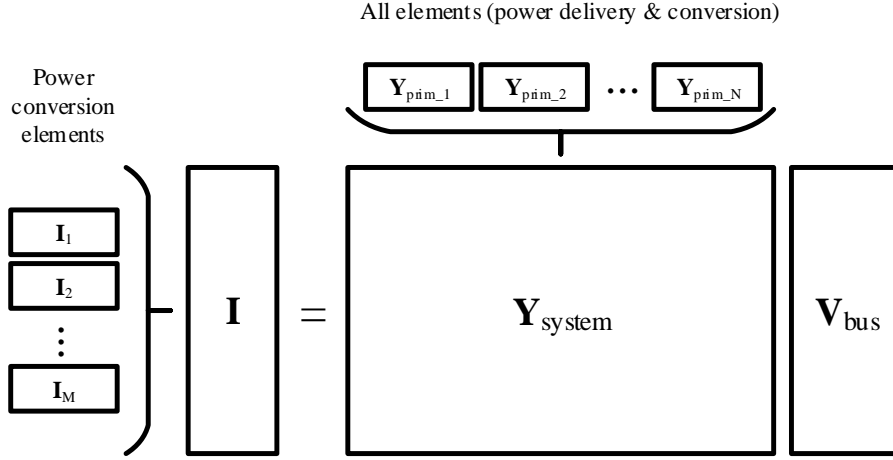 All elements (power delivery & conversion)
Power
conversion
elements
Y_prim_1 Y_prim_2 ... Y_prim_N
I_1
I_2
⋮
I_M
I = Y_system V_bus